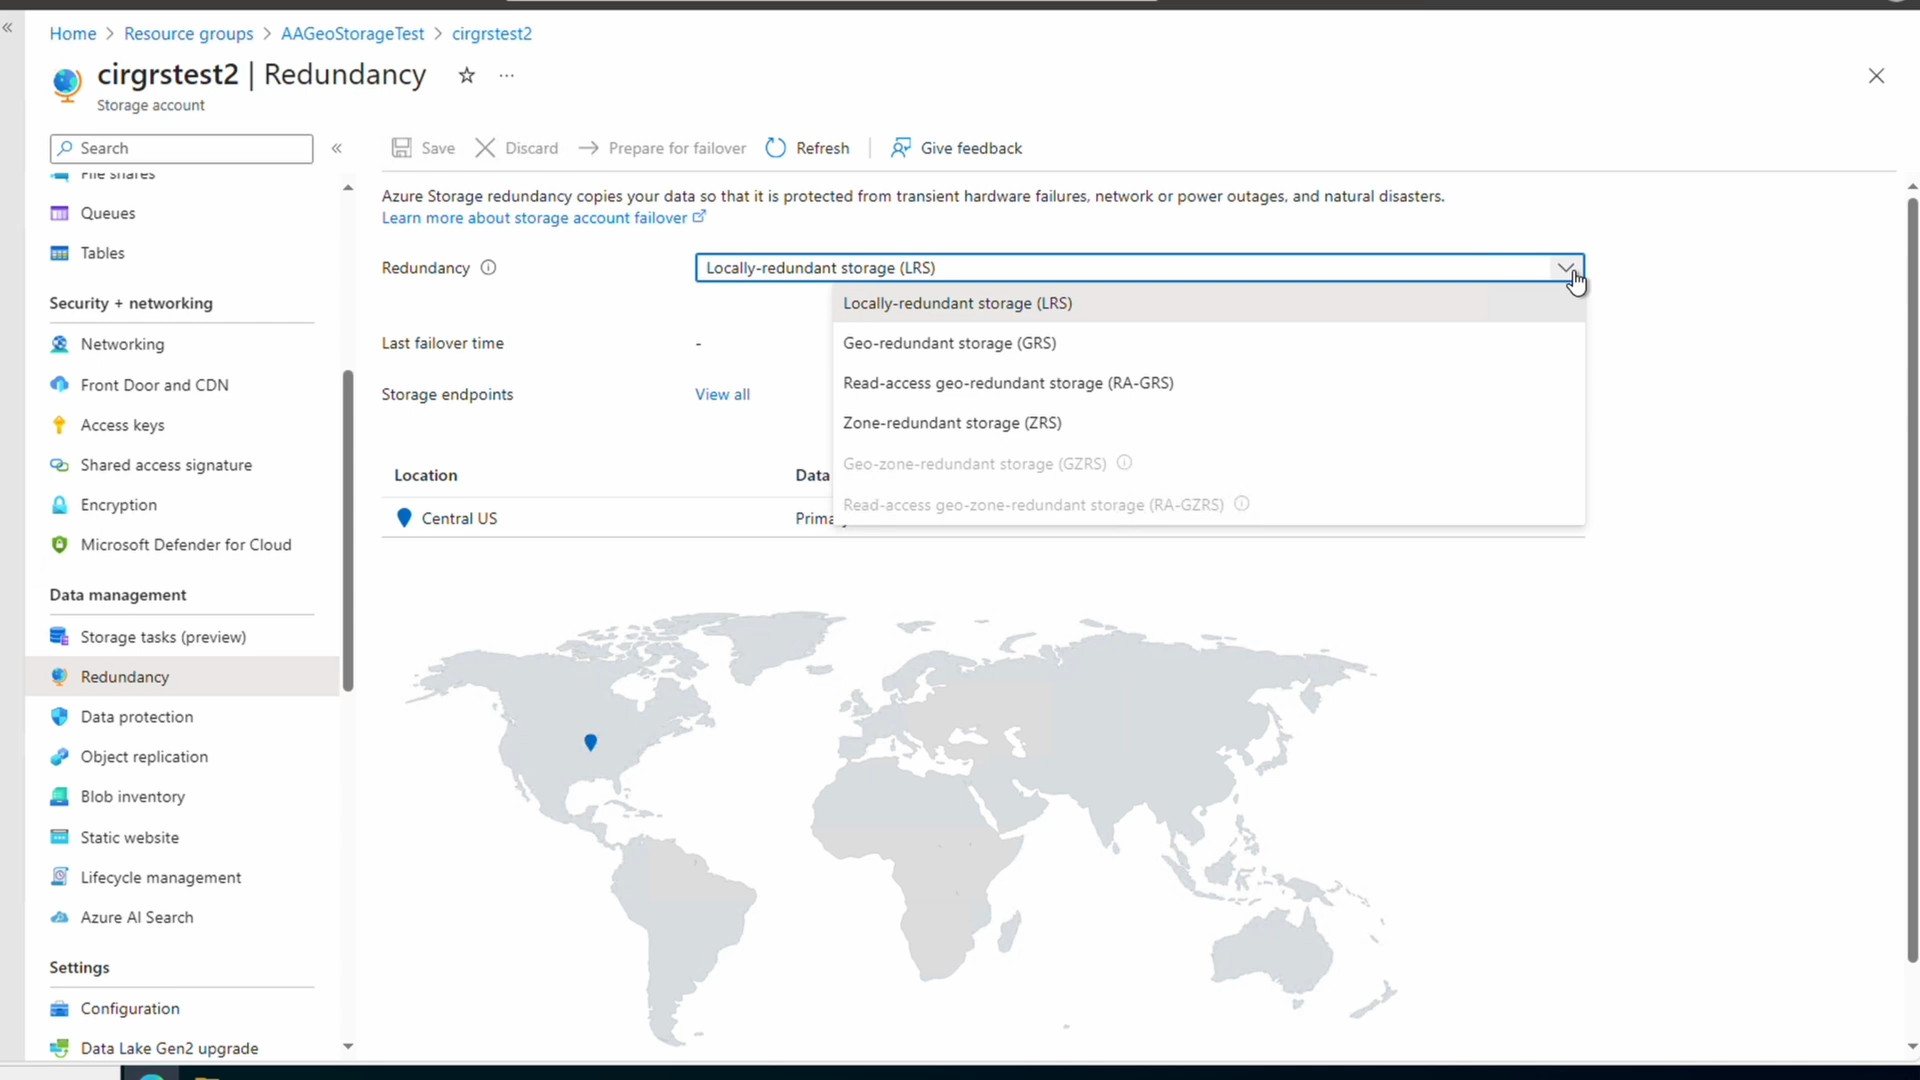 Home > Resource groups > AAGeoStorageTest > cirgrstest2
cirgrstest2 | Redundancy
Storage account
Search
File shares
Queues
Tables
Security + networking
Networking
Front Door and CDN
Access keys
Shared access signature
Encryption
Microsoft Defender for Cloud
Data management
Storage tasks (preview)
Redundancy
Data protection
Object replication
Blob inventory
Static website
Lifecycle management
Azure AI Search
Settings
Configuration
Data Lake Gen2 upgrade
Save Discard Prepare for failover Refresh Give feedback
Azure Storage redundancy copies your data so that it is protected from transient hardware failures, network or power outages, and natural disasters.
Learn more about storage account failover
Redundancy Locally-redundant storage (LRS)
Locally-redundant storage (LRS)
Geo-redundant storage (GRS)
Read-access geo-redundant storage (RA-GRS)
Zone-redundant storage (ZRS)
Geo-zone-redundant storage (GZRS)
Read-access geo-zone-redundant storage (RA-GZRS)
Last failover time -
Storage endpoints View all
Location Data
Central US